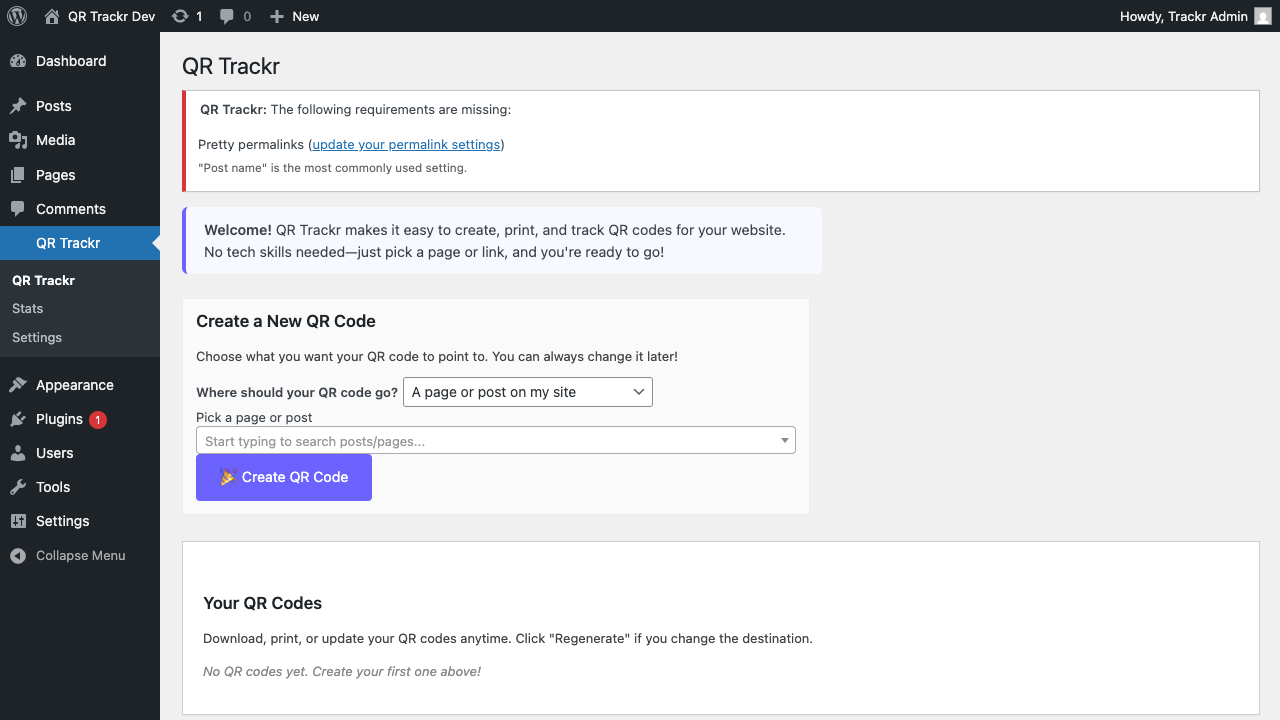 QR Trackr Dev 1 0 New Howdy, Trackr Admin
Dashboard
Posts
Media
Pages
Comments
QR Trackr
QR Trackr
Stats
Settings
Appearance
Plugins 1
Users
Tools
Settings
Collapse Menu
QR Trackr
QR Trackr: The following requirements are missing:
Pretty permalinks (update your permalink settings)
"Post name" is the most commonly used setting.
Welcome! QR Trackr makes it easy to create, print, and track QR codes for your website.
No tech skills needed—just pick a page or link, and you're ready to go!
Create a New QR Code
Choose what you want your QR code to point to. You can always change it later!
Where should your QR code go? A page or post on my site
Pick a page or post
Start typing to search posts/pages...
🎉 Create QR Code
Your QR Codes
Download, print, or update your QR codes anytime. Click "Regenerate" if you change the destination.
No QR codes yet. Create your first one above!